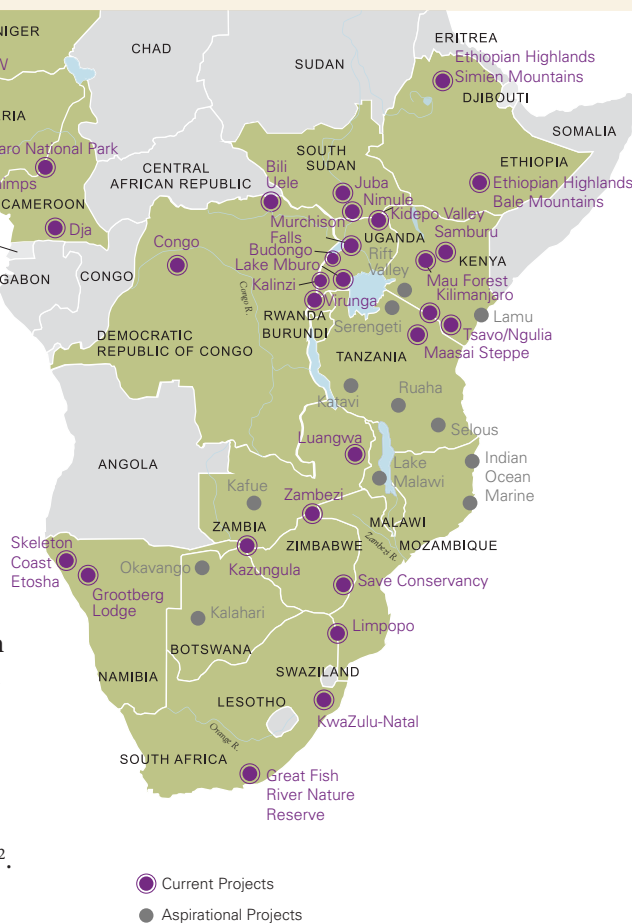 NIGER
CHAD
SUDAN
ERITREA
Ethiopian Highlands
Simien Mountains
DJIBOUTI
SOMALIA
RIA
aro National Park
CENTRAL
AFRICAN REPUBLIC
Bili
Uele
SOUTH
SUDAN
Juba
Nimule
ETHIOPIA
Ethiopian Highlands
Bale Mountains
imps
CAMEROON
Dja
Congo
Murchison
Falls
Kidepo Valley
UGANDA
Samburu
Budongo
Rift
Valley
KENYA
Lake Mburo
Mau Forest
GABON
CONGO
Kalinzi
Kilimanjaro
Congo R.
Virunga
RWANDA
BURUNDI
Serengeti
Lamu
Tsavo/Ngulia
DEMOCRATIC
REPUBLIC OF CONGO
TANZANIA
Maasai Steppe
Katavi
Ruaha
Selous
Luangwa
ANGOLA
Lake
Malawi
Indian
Ocean
Marine
Kafue
Zambezi
MALAWI
ZAMBIA
ZIMBABWE
Zambezi R.
MOZAMBIQUE
Skeleton
Coast
Etosha
Okavango
Kazungula
Grootberg
Lodge
Save Conservancy
Kalahari
Limpopo
BOTSWANA
NAMIBIA
SWAZILAND
LESOTHO
KwaZulu-Natal
Orange R.
SOUTH AFRICA
Great Fish
River Nature
Reserve
2.
Current Projects
Aspirational Projects